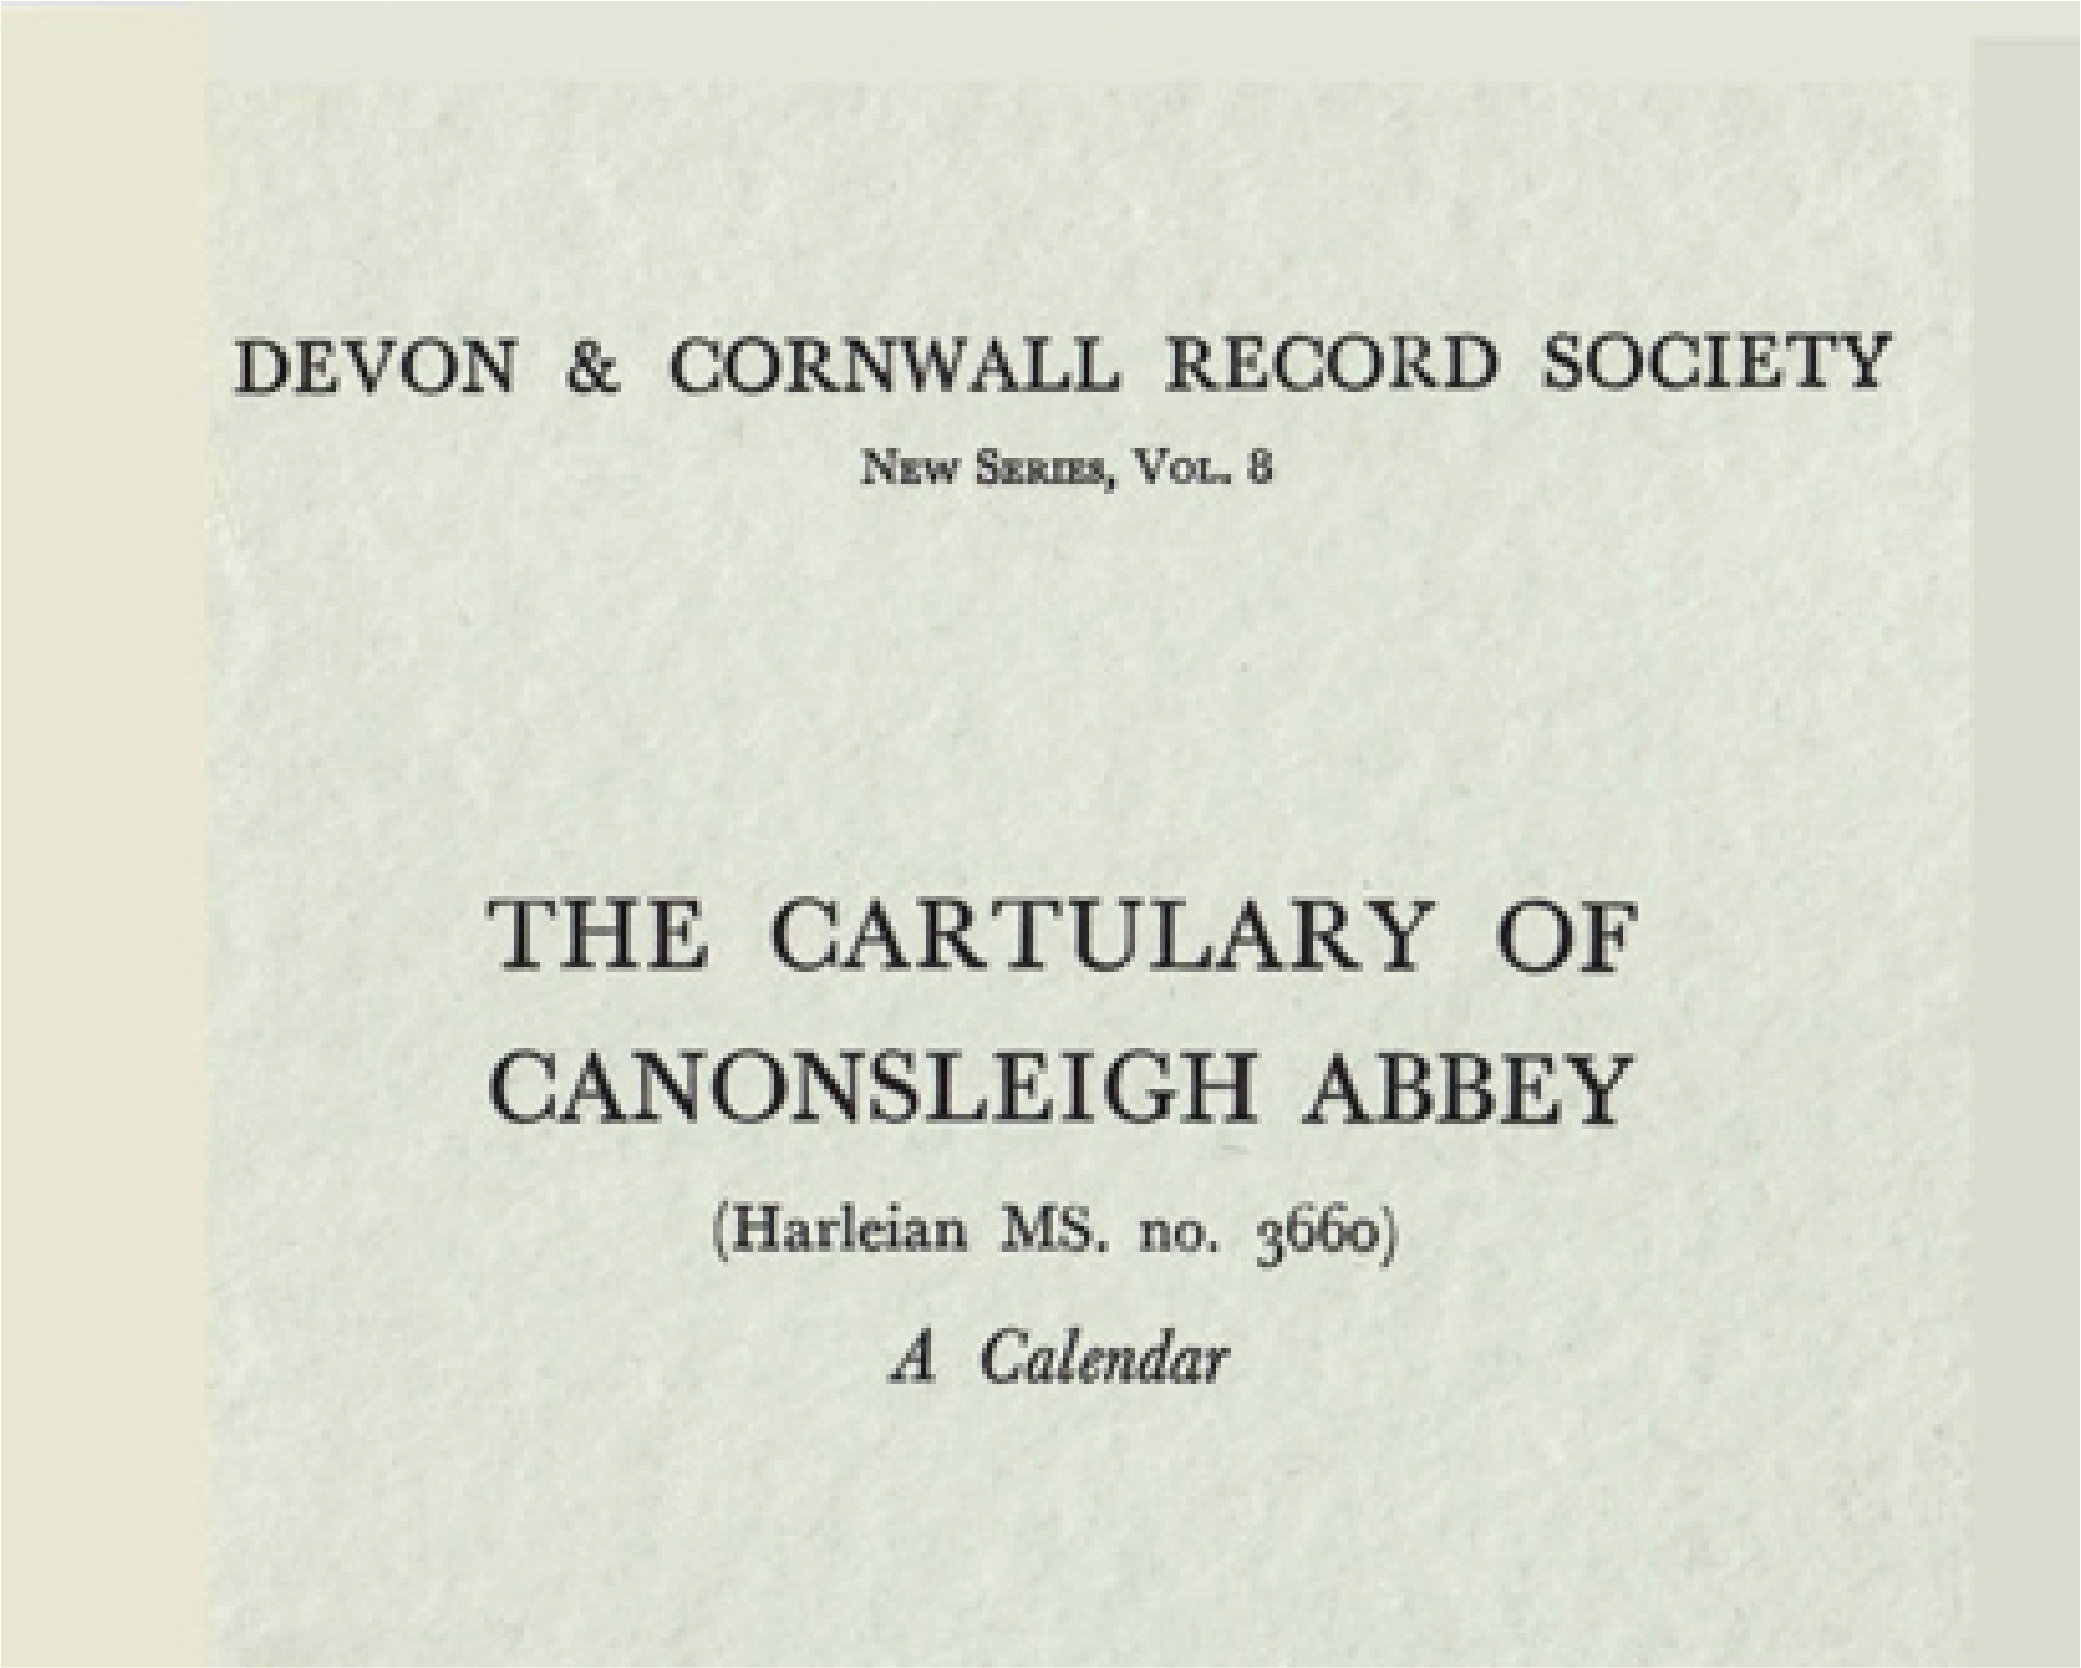 DEVON & CORNWALL RECORD SOCIETY
NEW SERIES, VOL. 8
THE CARTULARY OF
CANONSLEIGH ABBEY
(Harleian MS. no. 3660)
A Calendar